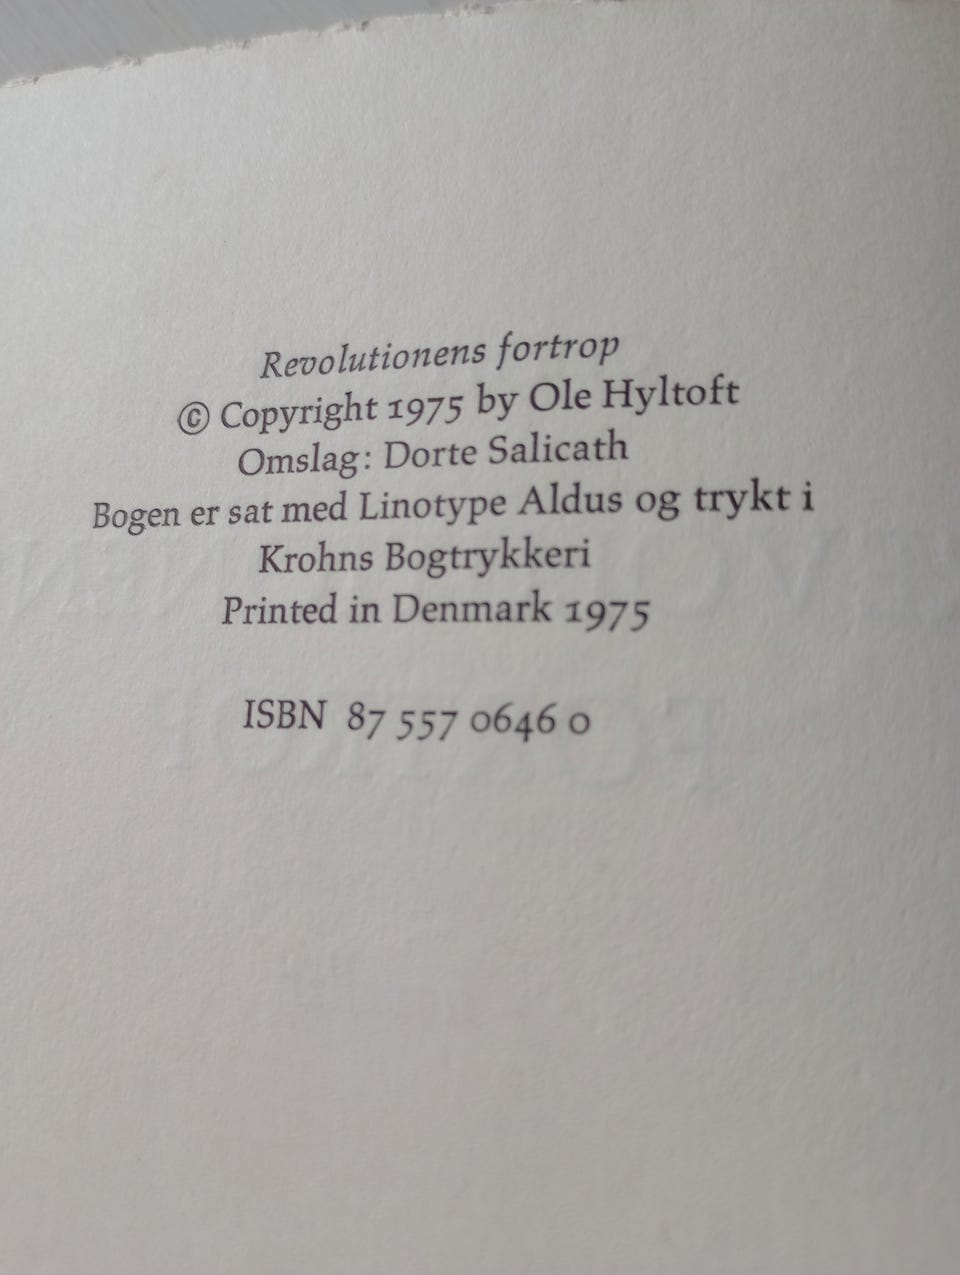 Revolutionens fortrop
© Copyright 1975 by Ole Hyltoft
Omslag: Dorte Salicath
Bogen er sat med Linotype Aldus og trykt i
Krohns Bogtrykkeri
Printed in Denmark 1975
ISBN 87 557 0646 0